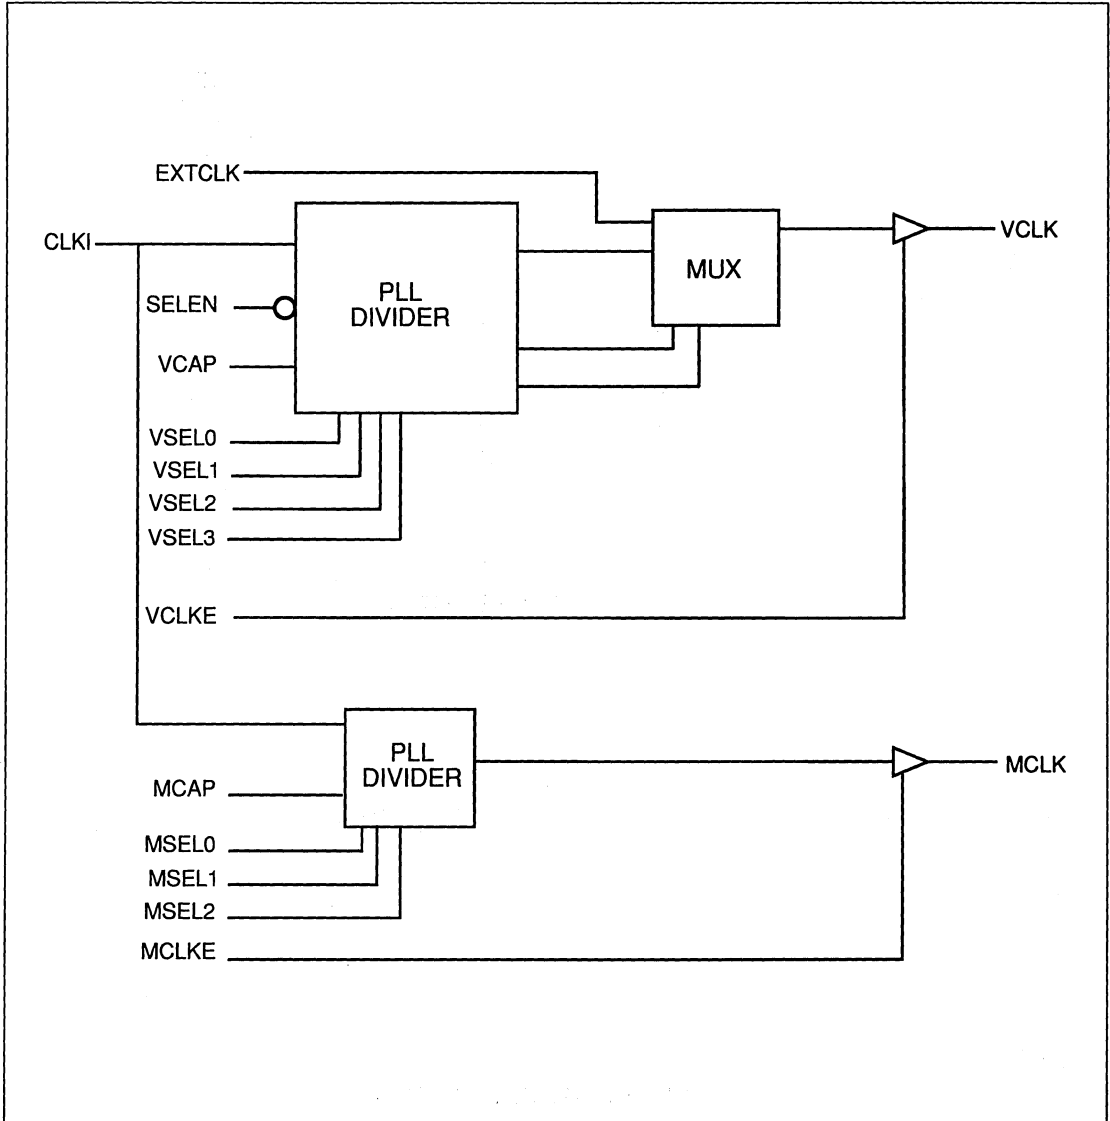 EXTCLK
CLKI
SELEN
VCAP
VSEL0
VSEL1
VSEL2
VSEL3
VCLKE
PLL
DIVIDER
MUX
VCLK
MCAP
MSEL0
MSEL1
MSEL2
MCLKE
PLL
DIVIDER
MCLK